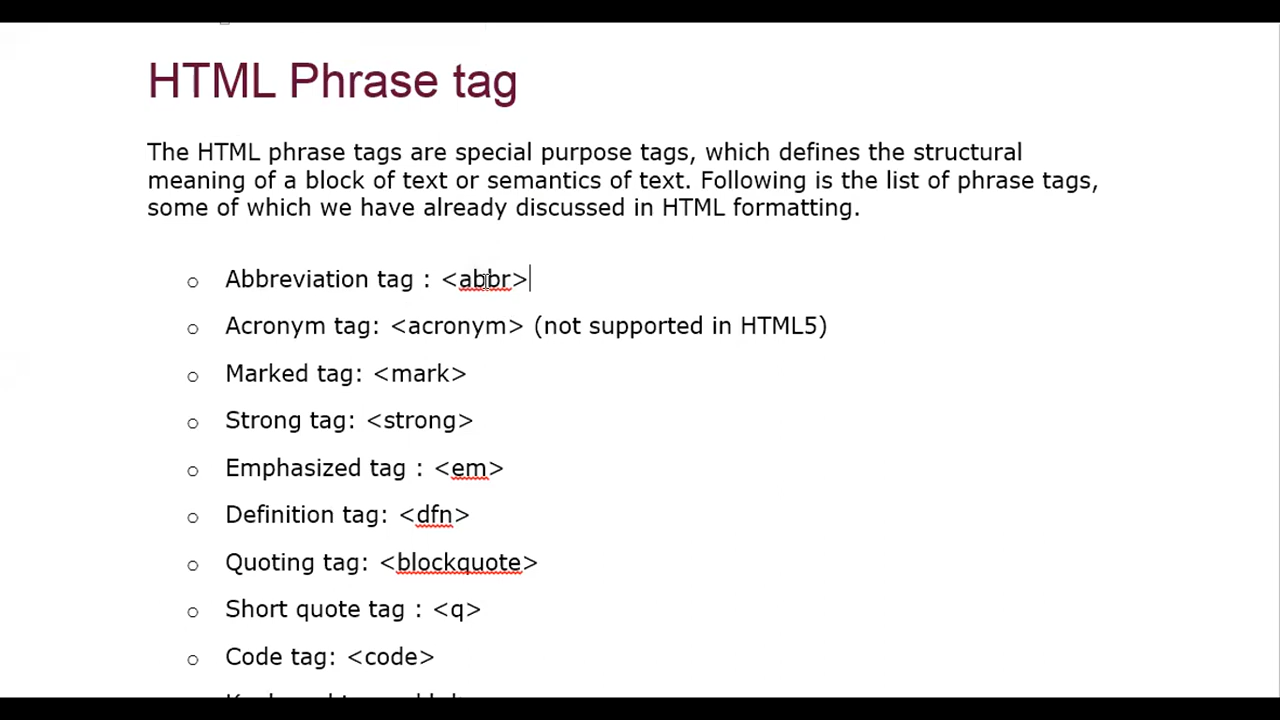 HTML Phrase tag
The HTML phrase tags are special purpose tags, which defines the structural
meaning of a block of text or semantics of text. Following is the list of phrase tags,
some of which we have already discussed in HTML formatting.
o Abbreviation tag : <abbr>
o Acronym tag: <acronym> (not supported in HTML5)
o Marked tag: <mark>
o Strong tag: <strong>
o Emphasized tag : <em>
o Definition tag: <dfn>
o Quoting tag: <blockquote>
o Short quote tag : <q>
o Code tag: <code>